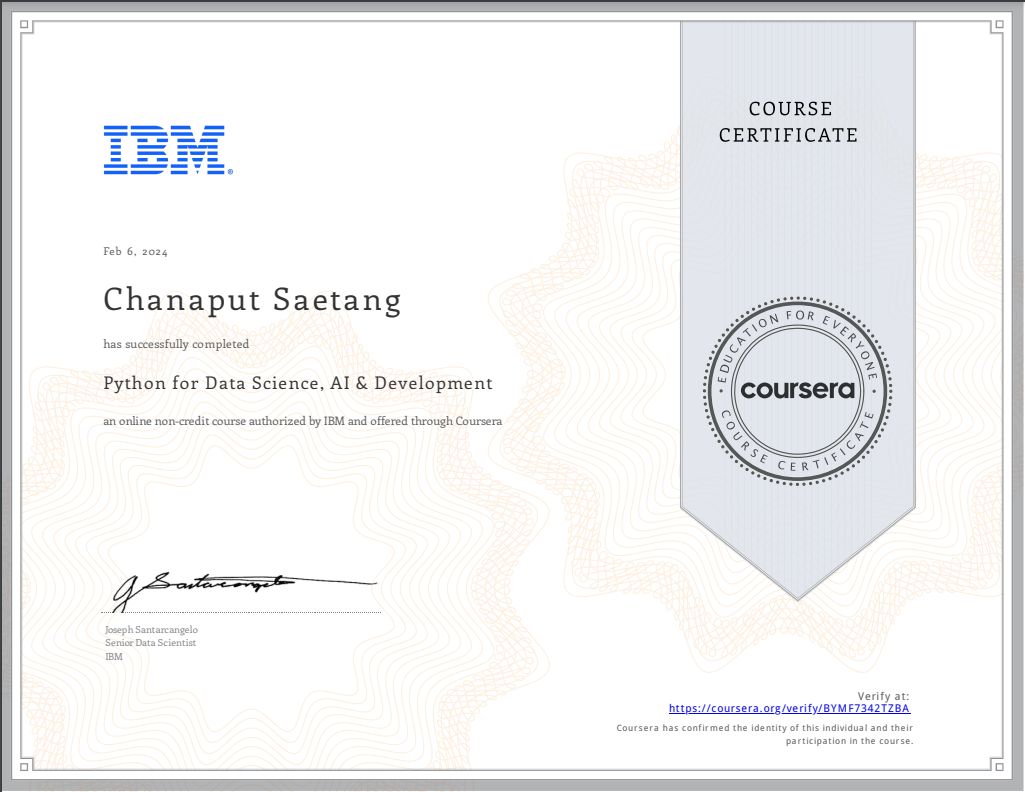 COURSE
CERTIFICATE
IBM®
Feb 6, 2024
Chanaput Saetang
has successfully completed
Python for Data Science, AI & Development
an online non-credit course authorized by IBM and offered through Coursera
EDUCATION FOR EVERYONE
coursera
COURSE CERTIFICATE
J Santarcangelo
Joseph Santarcangelo
Senior Data Scientist
IBM
Verify at:
https://coursera.org/verify/BYMF7342TZBA
Coursera has confirmed the identity of this individual and their
participation in the course.